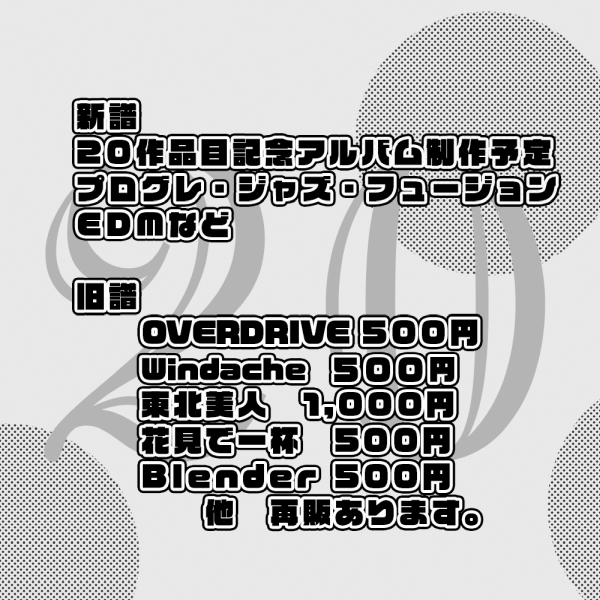 20
新譜
20作品目記念アルバム制作予定
プログレ・ジャズ・フュージョン
EDMなど
旧譜
OVERDRIVE 500円
Windache 500円
東北美人 1,000円
花見で一杯 500円
Blender 500円
他 再販あります。